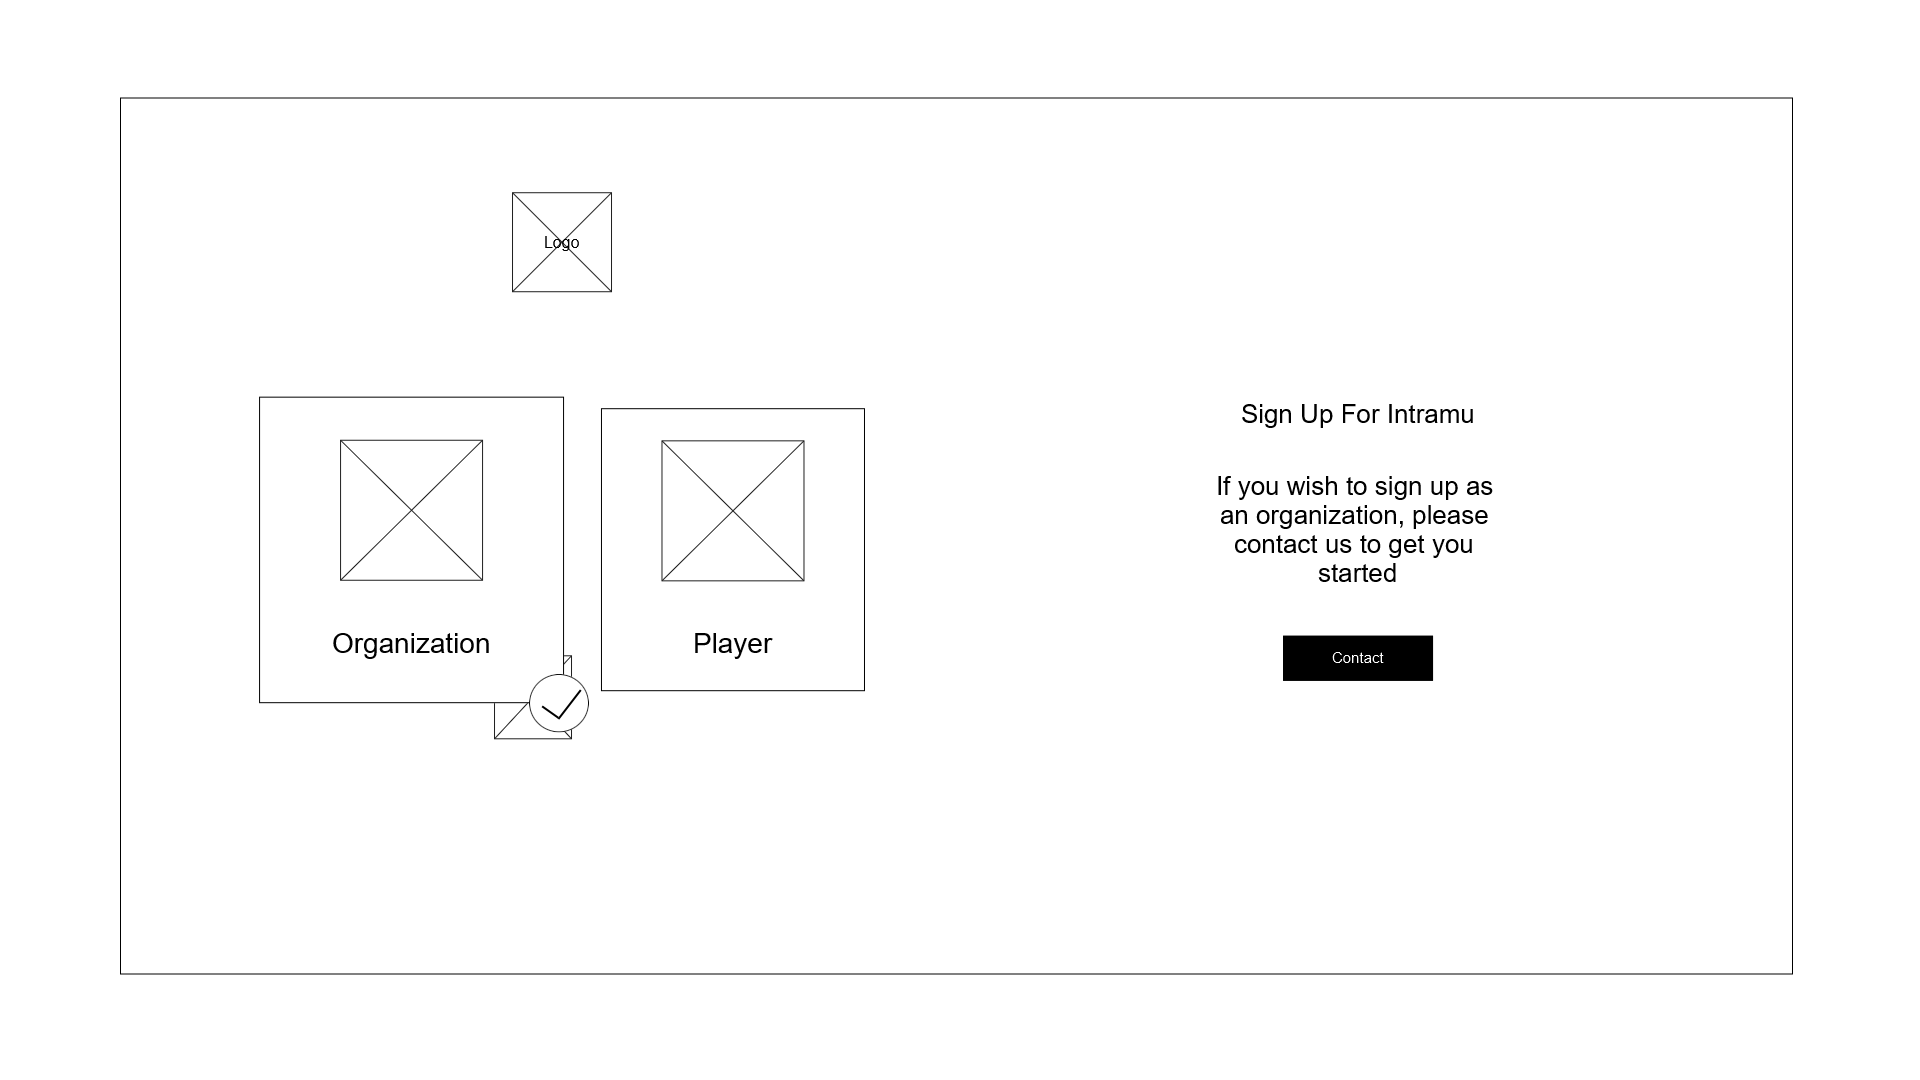 Logo
Organization
Player
Sign Up For Intramu
If you wish to sign up as
an organization, please
contact us to get you
started
Contact